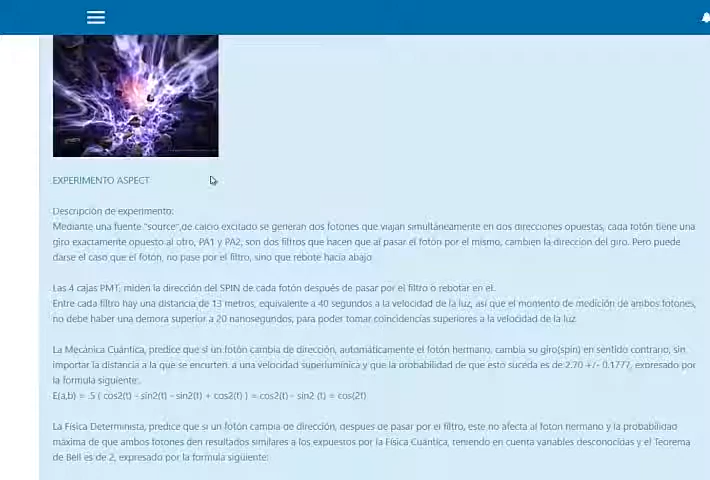 EXPERIMENTO ASPECT
Descripción de experimento:
Mediante una fuente "source",de calcio excitado se generan dos fotones que viajan simultáneamente en dos direcciones opuestas, cada fotón tiene una
giro exactamente opuesto al otro, PA1 y PA2, son dos filtros que hacen que al pasar el fotón por el mismo, cambien la dirección del giro. Pero puede
darse el caso que el fotón, no pase por el filtro, sino que rebote hacia abajo
Las 4 cajas PMT, miden la dirección del SPIN de cada fotón después de pasar por el filtro o rebotar en el.
Entre cada filtro hay una distancia de 13 metros, equivalente a 40 segundos a la velocidad de la luz, así que el momento de medición de ambos fotones,
no debe haber una demora superior a 20 nanosegundos, para poder tomar coincidencias superiores a la velocidad de la luz
La Mecánica Cuántica, predice que si un fotón cambia de dirección, automáticamente el fotón hermano, cambia su giro(spin) en sentido contrario, sin
importar la distancia a la que se encurten. a una velocidad superlumínica y que la probabilidad de que esto suceda es de 2.70 +/- 0.1777, expresado por
la formula siguiente:.
E(a,b) = .5 ( cos2(t) - sin2(t) - sin2(t) + cos2(t) ) = cos2(t) - sin2 (t) = cos(2t)
La Física Determinista, predice que si un fotón cambia de dirección, despues de pasar por el filtro, este no afecta al foton hermano y la probabilidad
máxima de que ambos fotones den resultados similares a los expuestos por la Física Cuántica, teniendo en cuenta variables desconocidas y el Teorema
de Bell es de 2, expresado por la formula siguiente: